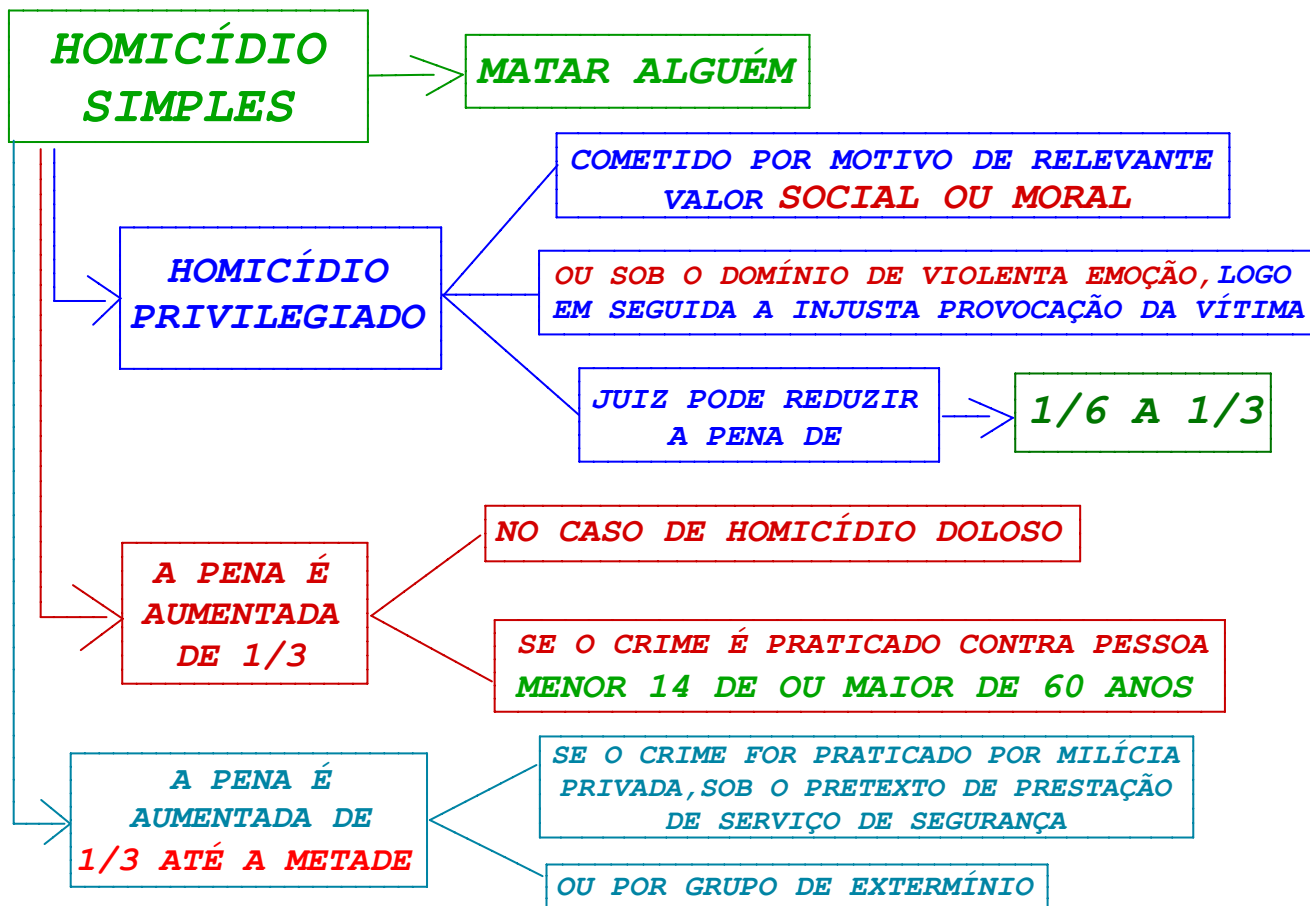 HOMICÍDIO
SIMPLES
MATAR ALGUÉM
COMETIDO POR MOTIVO DE RELEVANTE
VALOR SOCIAL OU MORAL
HOMICÍDIO
PRIVILEGIADO
OU SOB O DOMÍNIO DE VIOLENTA EMOÇÃO, LOGO
EM SEGUIDA A INJUSTA PROVOCAÇÃO DA VÍTIMA
JUIZ PODE REDUZIR
A PENA DE
1/6 A 1/3
A PENA É
AUMENTADA
DE 1/3
NO CASO DE HOMICÍDIO DOLOSO
SE O CRIME É PRATICADO CONTRA PESSOA
MENOR 14 DE OU MAIOR DE 60 ANOS
A PENA É
AUMENTADA DE
1/3 ATÉ A METADE
SE O CRIME FOR PRATICADO POR MILÍCIA
PRIVADA, SOB O PRETEXTO DE PRESTAÇÃO
DE SERVIÇO DE SEGURANÇA
OU POR GRUPO DE EXTERMÍNIO